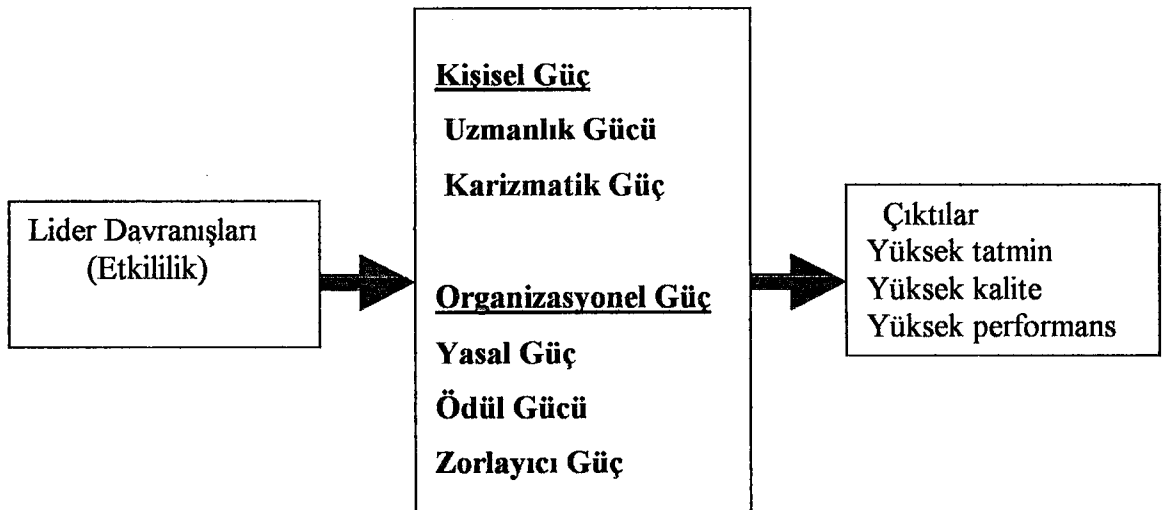 Lider Davranışları
(Etkililik)
Kişisel Güç
Uzmanlık Gücü
Karizmatik Güç
Organizasyonel Güç
Yasal Güç
Ödül Gücü
Zorlayıcı Güç
Çıktılar
Yüksek tatmin
Yüksek kalite
Yüksek performans